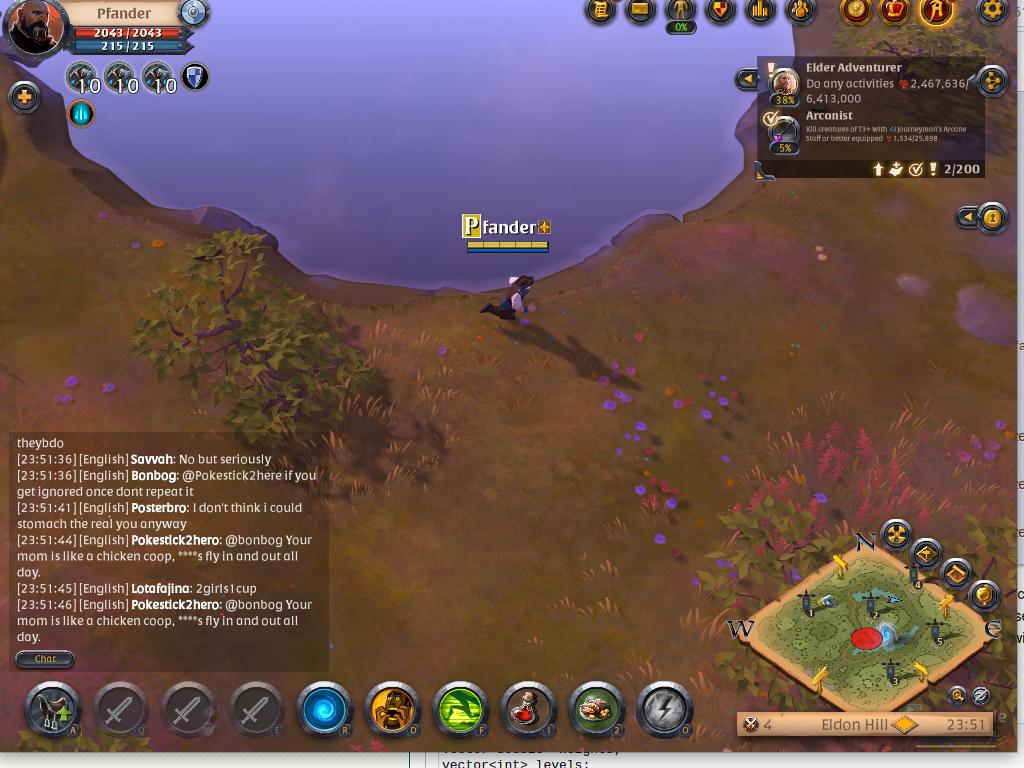 Pfander
2043 / 2043
215 / 215
10 10 10
0%
Elder Adventurer
Do any activities 2,467,636/
6,413,000
38%
Arcanist
Kill creatures of T3+ with Journeyman's Arcane
Staff or better equipped 1,534/25,898
5%
2/200
Pfander
theybdo
[23:51:36] [English] Savvah: No but seriously
[23:51:36] [English] Bonbog: @Pokestick2here if you
get ignored once dont repeat it
[23:51:41] [English] Posterbro: I don't think i could
stomach the real you anyway
[23:51:44] [English] Pokestick2hero: @bonbog Your
mom is like a chicken coop, ****s fly in and out all
day.
[23:51:45] [English] Lotafajina: 2girls1cup
[23:51:46] [English] Pokestick2hero: @bonbog Your
mom is like a chicken coop, ****s fly in and out all
day.
Chat
N
W
E
1
2
3
4
5
A Q W E R D F 1 2 O
4 Eldon Hill 23:51
vector<int> levels;